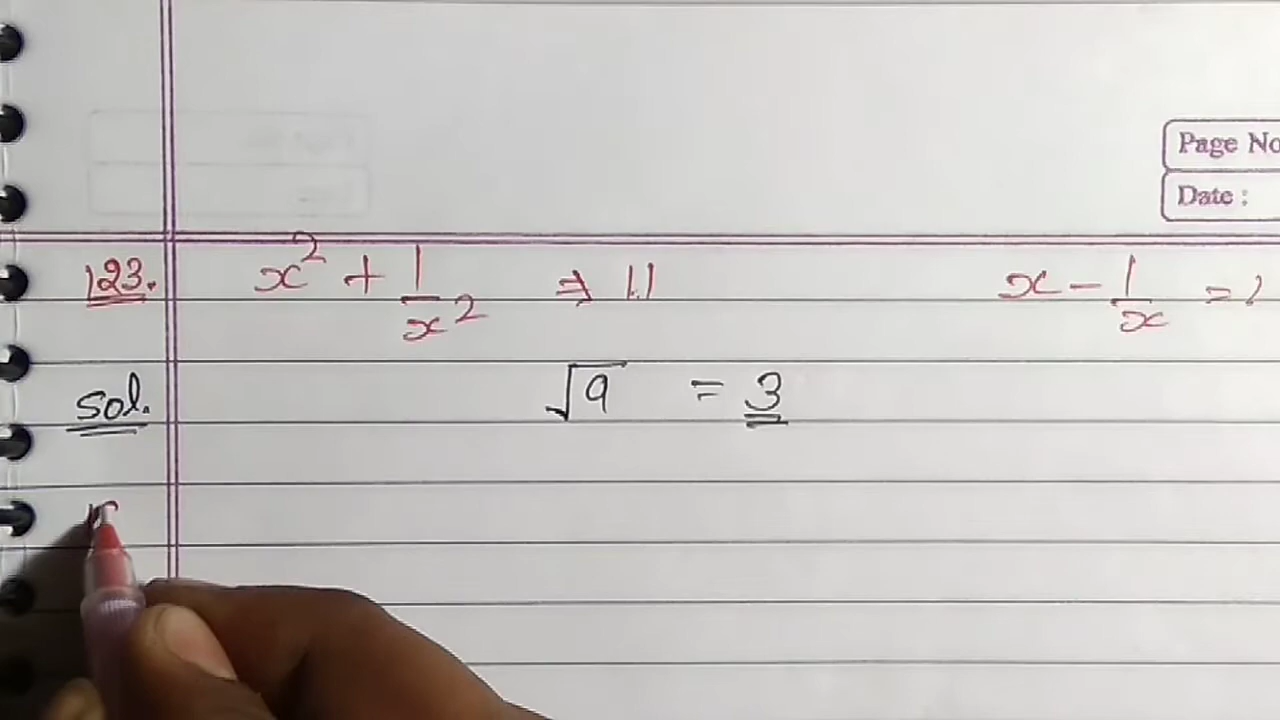 Page No
Date :
123. x² + 1/x² ⇒ 11 x - 1/x = ?
Sol. √9 = 3